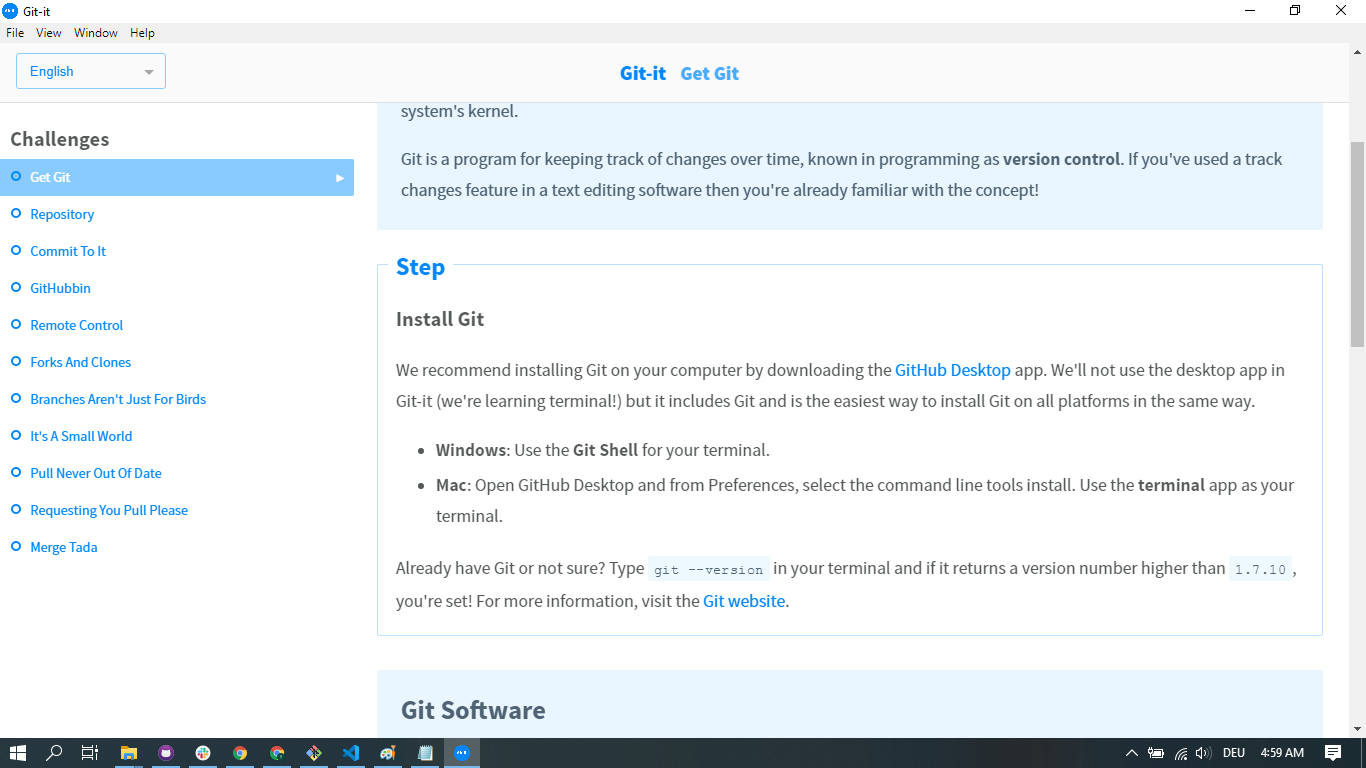 Git-it
File View Window Help
English
Git-it Get Git
Challenges
Get Git
Repository
Commit To It
GitHubbin
Remote Control
Forks And Clones
Branches Aren't Just For Birds
It's A Small World
Pull Never Out Of Date
Requesting You Pull Please
Merge Tada
system's kernel.
Git is a program for keeping track of changes over time, known in programming as version control. If you've used a track
changes feature in a text editing software then you're already familiar with the concept!
Step
Install Git
We recommend installing Git on your computer by downloading the GitHub Desktop app. We'll not use the desktop app in
Git-it (we're learning terminal!) but it includes Git and is the easiest way to install Git on all platforms in the same way.
Windows: Use the Git Shell for your terminal.
Mac: Open GitHub Desktop and from Preferences, select the command line tools install. Use the terminal app as your
terminal.
Already have Git or not sure? Type git --version in your terminal and if it returns a version number higher than 1.7.10,
you're set! For more information, visit the Git website.
Git Software
DEU 4:59 AM